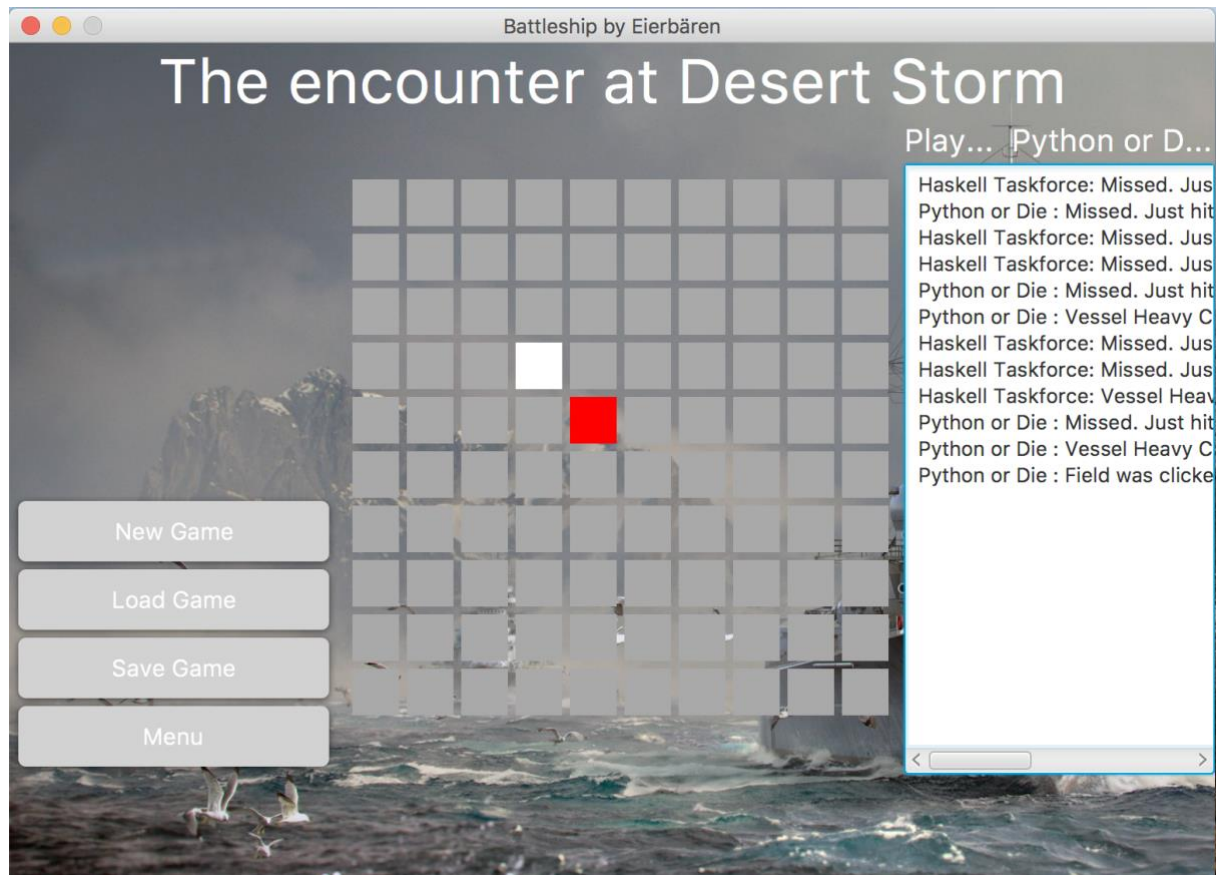 Battleship by Eierbären
The encounter at Desert Storm
Play... Python or D...
Haskell Taskforce: Missed. Jus
Python or Die : Missed. Just hit
Haskell Taskforce: Missed. Jus
Haskell Taskforce: Missed. Jus
Python or Die : Missed. Just hit
Python or Die : Vessel Heavy C
Haskell Taskforce: Missed. Jus
Haskell Taskforce: Missed. Jus
Haskell Taskforce: Vessel Heav
Python or Die : Missed. Just hit
Python or Die : Vessel Heavy C
Python or Die : Field was clicke
New Game
Load Game
Save Game
Menu